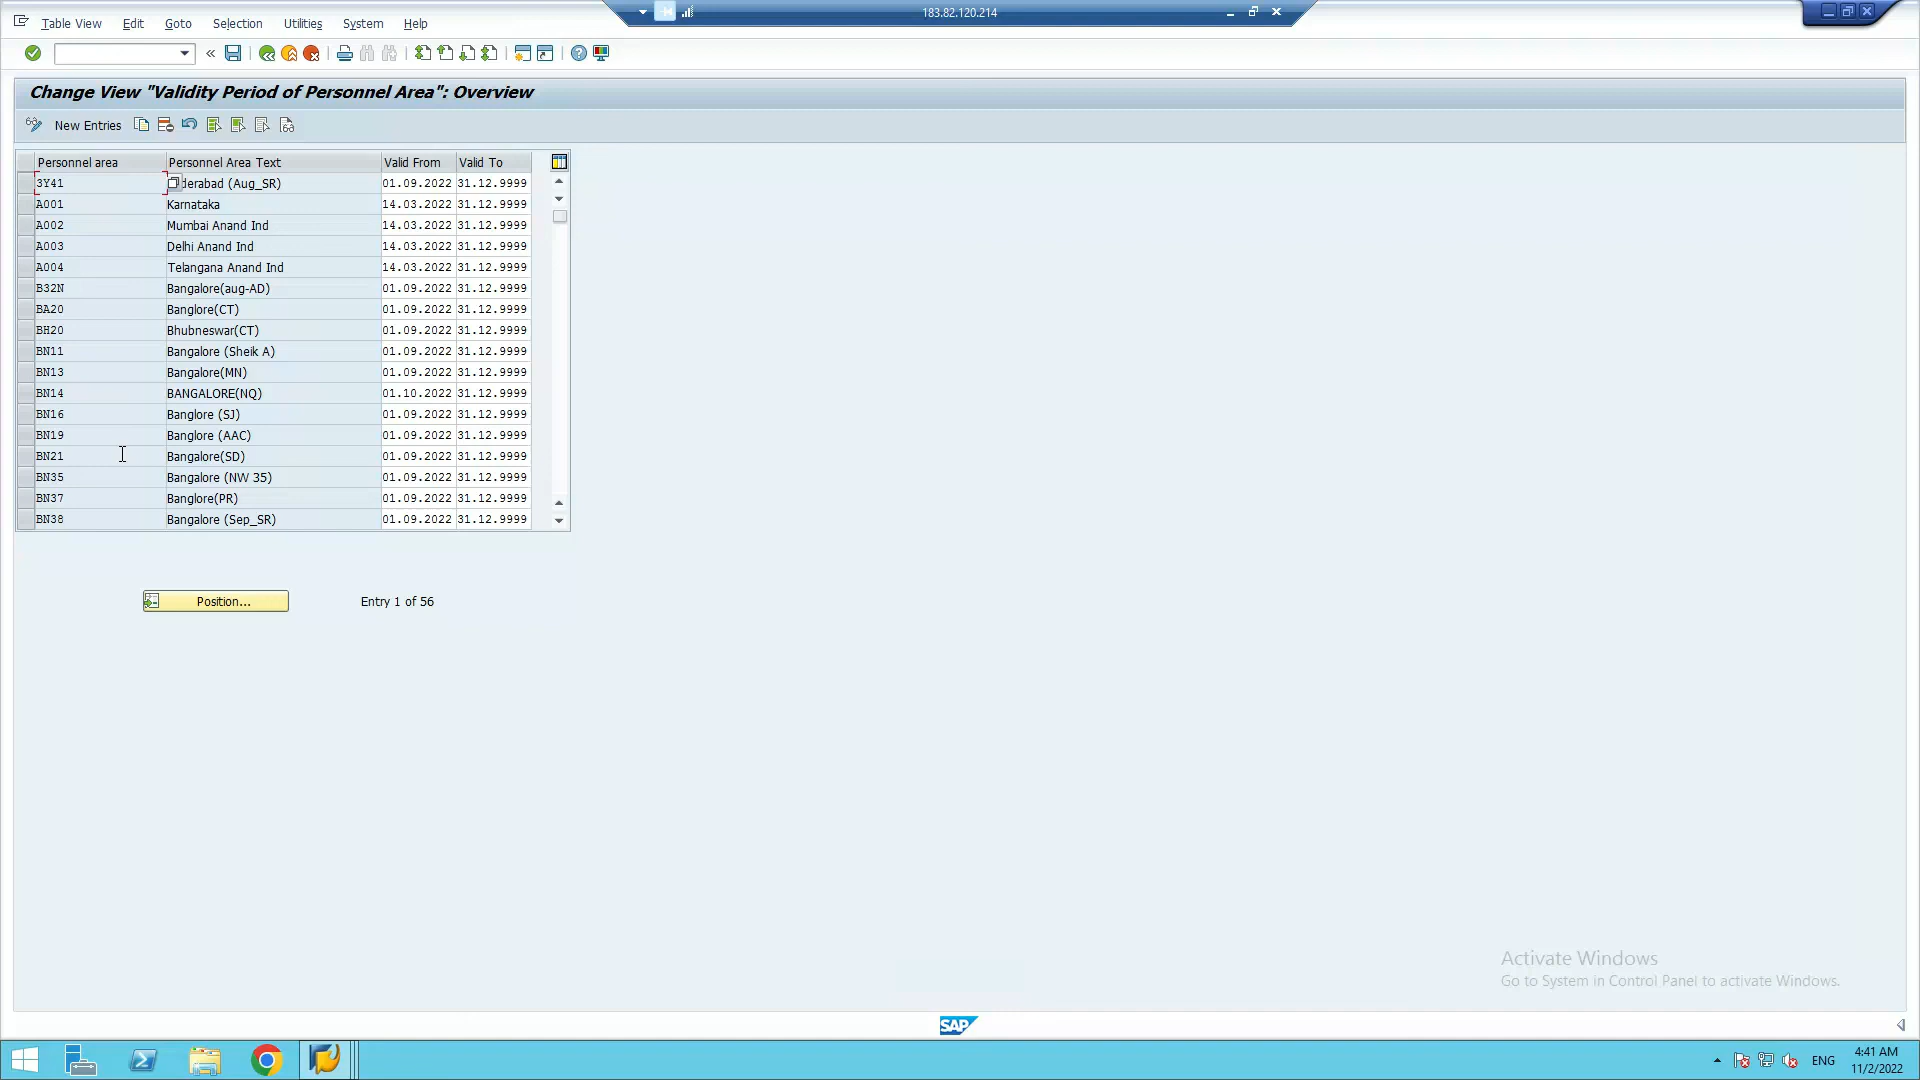 183.82.120.214
Table View Edit Goto Selection Utilities System Help
Change View "Validity Period of Personnel Area": Overview
New Entries
Personnel area Personnel Area Text Valid From Valid To
3Y41 derabad (Aug_SR) 01.09.2022 31.12.9999
A001 Karnataka 14.03.2022 31.12.9999
A002 Mumbai Anand Ind 14.03.2022 31.12.9999
A003 Delhi Anand Ind 14.03.2022 31.12.9999
A004 Telangana Anand Ind 14.03.2022 31.12.9999
B32N Bangalore(aug-AD) 01.09.2022 31.12.9999
BA20 Banglore(CT) 01.09.2022 31.12.9999
BH20 Bhubneswar(CT) 01.09.2022 31.12.9999
BN11 Bangalore (Sheik A) 01.09.2022 31.12.9999
BN13 Bangalore(MN) 01.09.2022 31.12.9999
BN14 BANGALORE(NQ) 01.10.2022 31.12.9999
BN16 Banglore (SJ) 01.09.2022 31.12.9999
BN19 Banglore (AAC) 01.09.2022 31.12.9999
BN21 Bangalore(SD) 01.09.2022 31.12.9999
BN35 Bangalore (NW 35) 01.09.2022 31.12.9999
BN37 Banglore(PR) 01.09.2022 31.12.9999
BN38 Bangalore (Sep_SR) 01.09.2022 31.12.9999
Position... Entry 1 of 56
Activate Windows
Go to System in Control Panel to activate Windows.
SAP
ENG 4:41 AM
11/2/2022